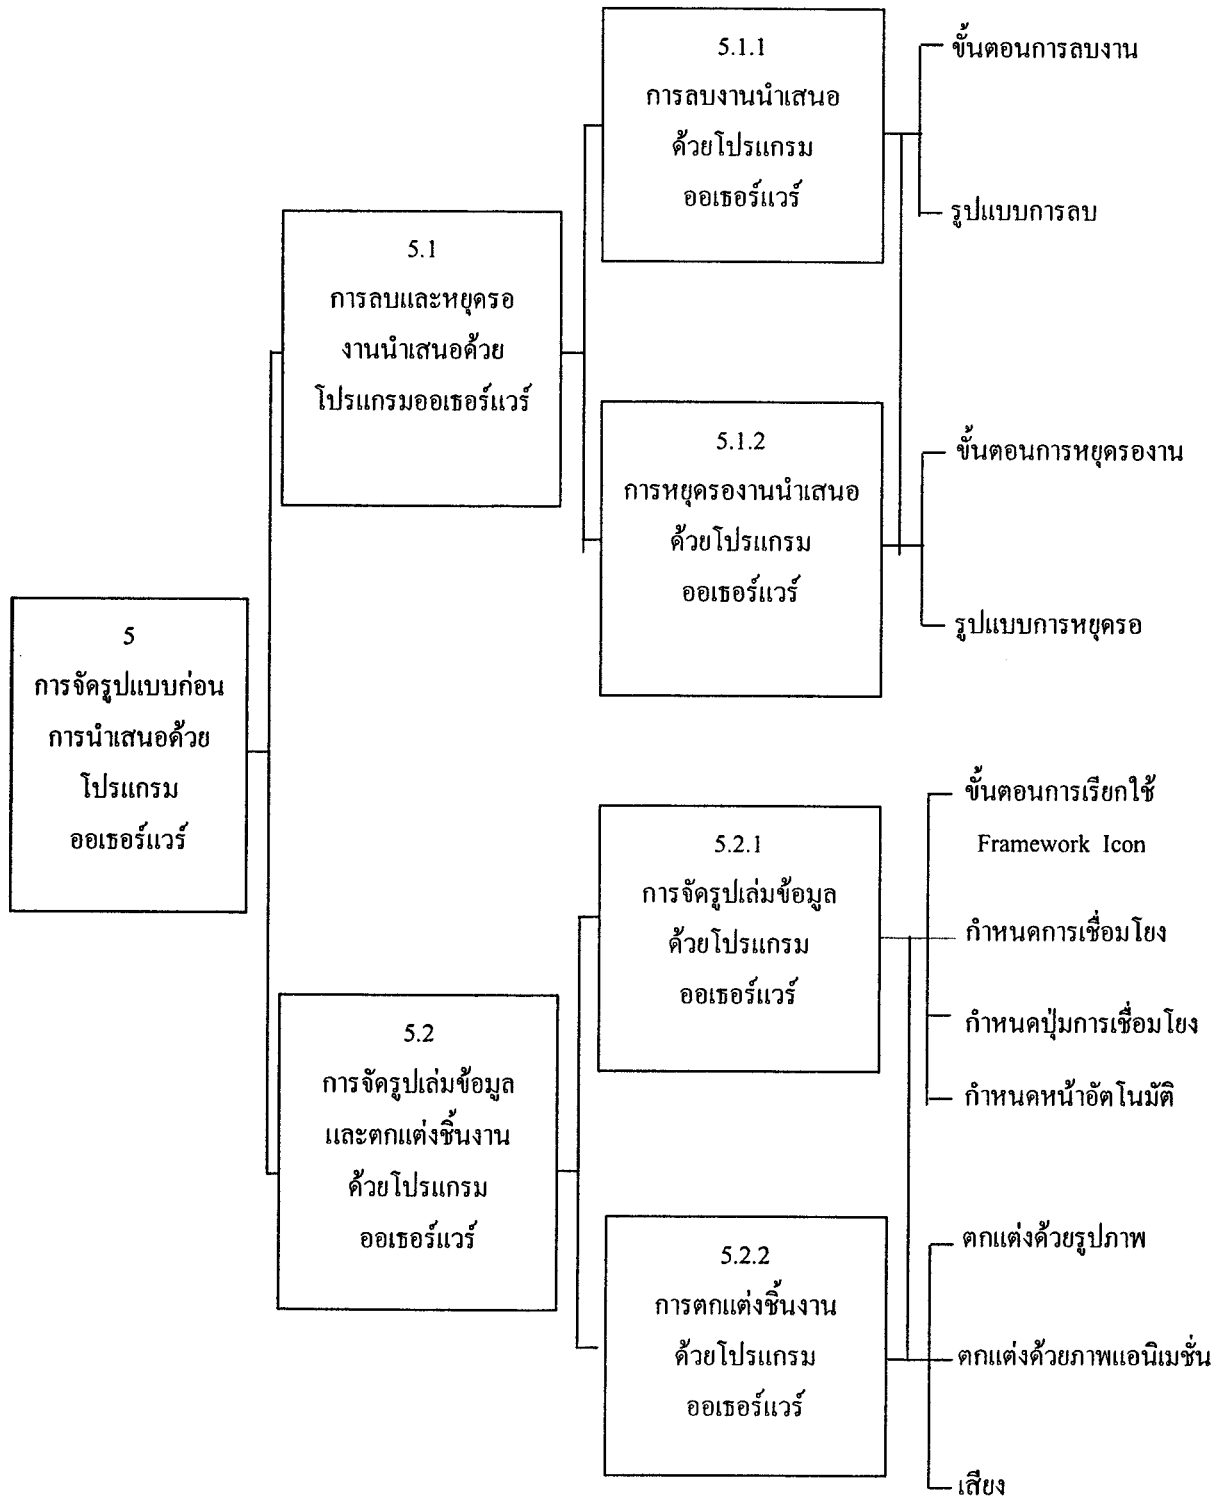 5
การจัดรูปแบบก่อน
การนำเสนอด้วย
โปรแกรม
ออเธอร์แวร์
5.1
การลบและหยุดรอ
งานนำเสนอด้วย
โปรแกรมออเธอร์แวร์
5.1.1
การลบงานนำเสนอ
ด้วยโปรแกรม
ออเธอร์แวร์
ขั้นตอนการลบงาน
รูปแบบการลบ
5.1.2
การหยุดรองานนำเสนอ
ด้วยโปรแกรม
ออเธอร์แวร์
ขั้นตอนการหยุดรองาน
รูปแบบการหยุดรอ
5.2
การจัดรูปเล่มข้อมูล
และตกแต่งชิ้นงาน
ด้วยโปรแกรม
ออเธอร์แวร์
5.2.1
การจัดรูปเล่มข้อมูล
ด้วยโปรแกรม
ออเธอร์แวร์
ขั้นตอนการเรียกใช้
Framework Icon
กำหนดการเชื่อมโยง
กำหนดปุ่มการเชื่อมโยง
กำหนดหน้าอัตโนมัติ
5.2.2
การตกแต่งชิ้นงาน
ด้วยโปรแกรม
ออเธอร์แวร์
ตกแต่งด้วยรูปภาพ
ตกแต่งด้วยภาพแอนิเมชั่น
เสียง